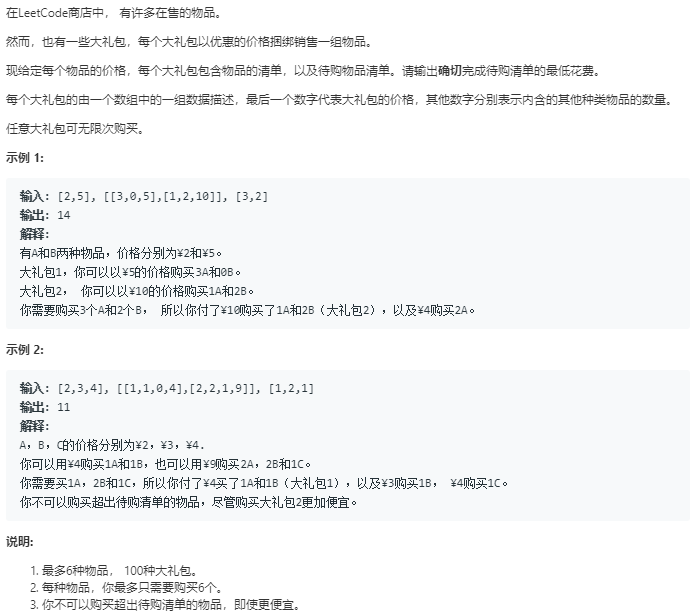 在LeetCode商店中， 有许多在售的物品。
然而，也有一些大礼包，每个大礼包以优惠的价格捆绑销售一组物品。
现给定每个物品的价格，每个大礼包包含物品的清单，以及待购物品清单。请输出确切完成待购清单的最低花费。
每个大礼包的由一个数组中的一组数据描述，最后一个数字代表大礼包的价格，其他数字分别表示内含的其他种类物品的数量。
任意大礼包可无限次购买。
示例 1:
输入: [2,5], [[3,0,5],[1,2,10]], [3,2]
输出: 14
解释:
有A和B两种物品，价格分别为¥2和¥5。
大礼包1，你可以以¥5的价格购买3A和0B。
大礼包2， 你可以以¥10的价格购买1A和2B。
你需要购买3个A和2个B， 所以你付了¥10购买了1A和2B（大礼包2），以及¥4购买2A。
示例 2:
输入: [2,3,4], [[1,1,0,4],[2,2,1,9]], [1,2,1]
输出: 11
解释:
A，B，C的价格分别为¥2，¥3，¥4.
你可以用¥4购买1A和1B，也可以用¥9购买2A，2B和1C。
你需要买1A，2B和1C，所以你付了¥4买了1A和1B（大礼包1），以及¥3购买1B， ¥4购买1C。
你不可以购买超出待购清单的物品，尽管购买大礼包2更加便宜。
说明:
1. 最多6种物品， 100种大礼包。
2. 每种物品，你最多只需要购买6个。
3. 你不可以购买超出待购清单的物品，即使更便宜。